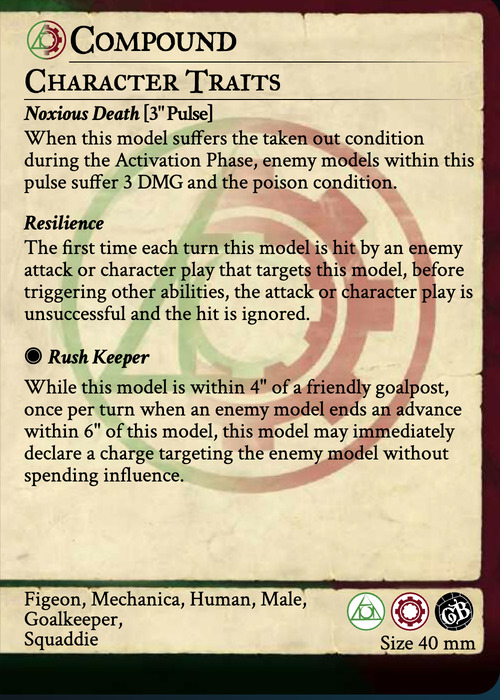 Compound
Character Traits
Noxious Death [3" Pulse]
When this model suffers the taken out condition
during the Activation Phase, enemy models within this
pulse suffer 3 DMG and the poison condition.
Resilience
The first time each turn this model is hit by an enemy
attack or character play that targets this model, before
triggering other abilities, the attack or character play is
unsuccessful and the hit is ignored.
Rush Keeper
While this model is within 4" of a friendly goalpost,
once per turn when an enemy model ends an advance
within 6" of this model, this model may immediately
declare a charge targeting the enemy model without
spending influence.
Figeon, Mechanica, Human, Male,
Goalkeeper,
Squaddie
GB
Size 40 mm